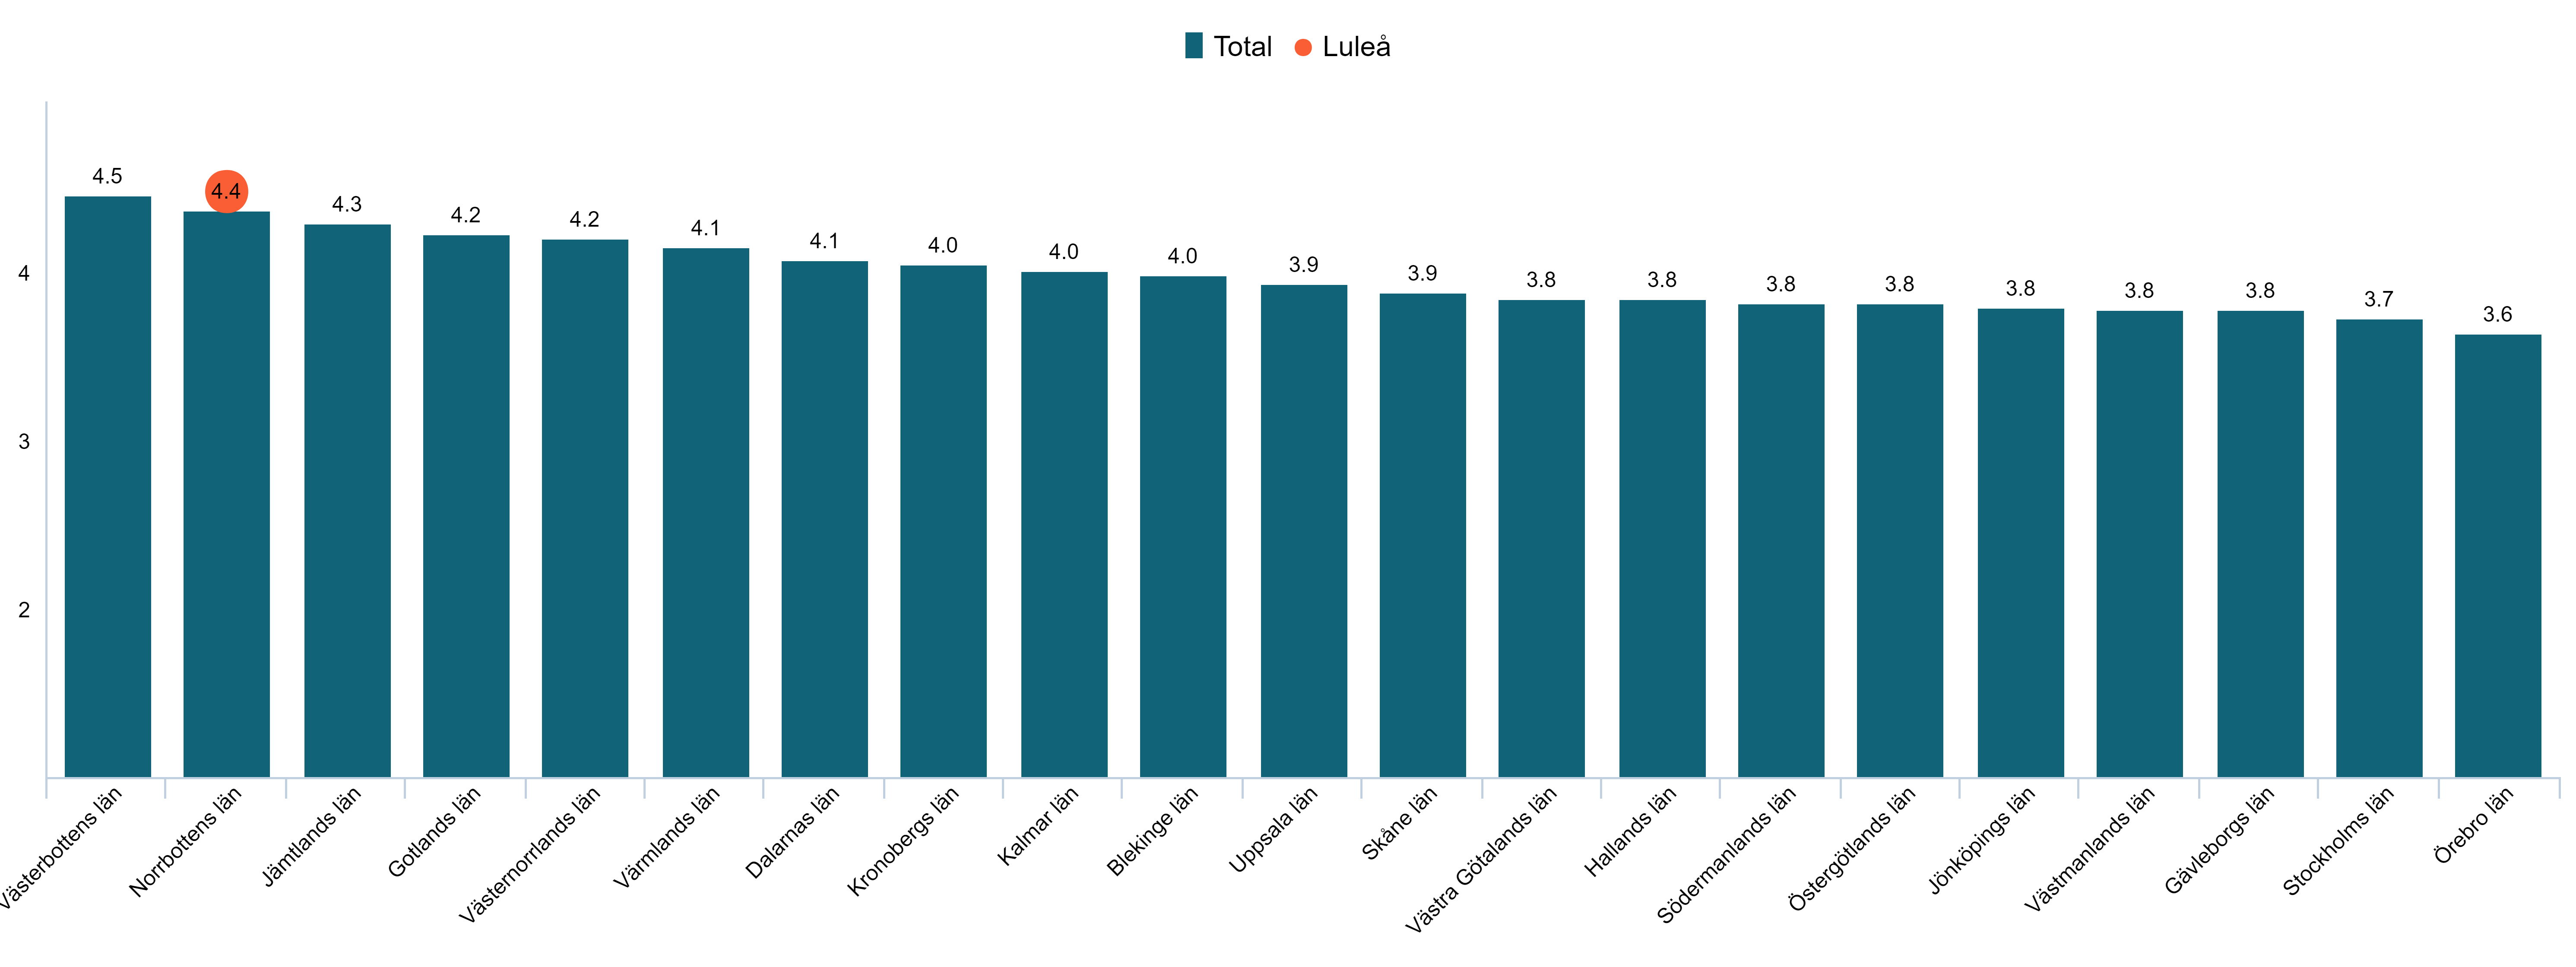 Total Luleå
4.5
4.4
4.3
4.2
4.2
4.1
4.1
4.0
4.0
4.0
3.9
3.9
3.8
3.8
3.8
3.8
3.8
3.8
3.8
3.7
3.6
4
3
2
Västerbottens län
Norrbottens län
Jämtlands län
Gotlands län
Västernorrlands län
Värmlands län
Dalarnas län
Kronobergs län
Kalmar län
Blekinge län
Uppsala län
Skåne län
Västra Götalands län
Hallands län
Södermanlands län
Östergötlands län
Jönköpings län
Västmanlands län
Gävleborgs län
Stockholms län
Örebro län